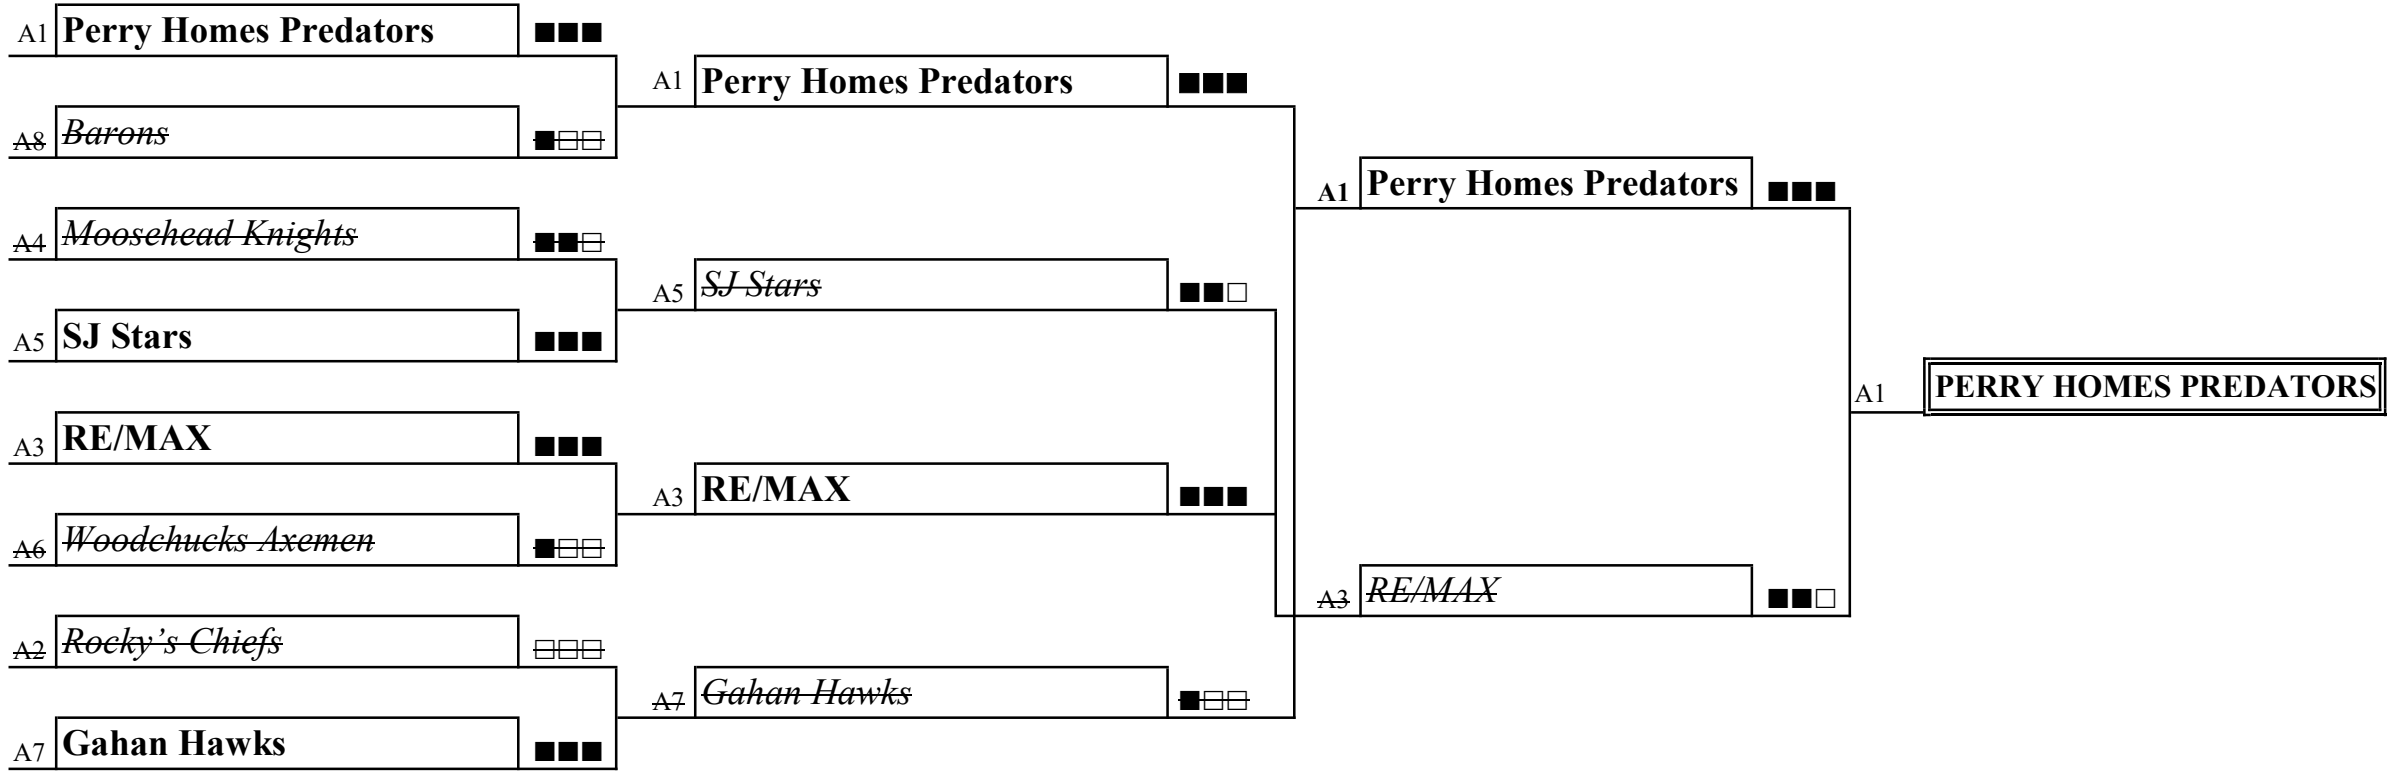 A1 Perry Homes Predators ■■■
A8 Barons ■□□
A4 Moosehead Knights ■■□
A5 SJ Stars ■■■
A3 RE/MAX ■■■
A6 Woodchucks Axemen ■□□
A2 Rocky’s Chiefs □□□
A7 Gahan Hawks ■■■
A1 Perry Homes Predators ■■■
A5 SJ Stars ■■□
A3 RE/MAX ■■■
A7 Gahan Hawks ■□□
A1 Perry Homes Predators ■■■
A3 RE/MAX ■■□
A1 PERRY HOMES PREDATORS